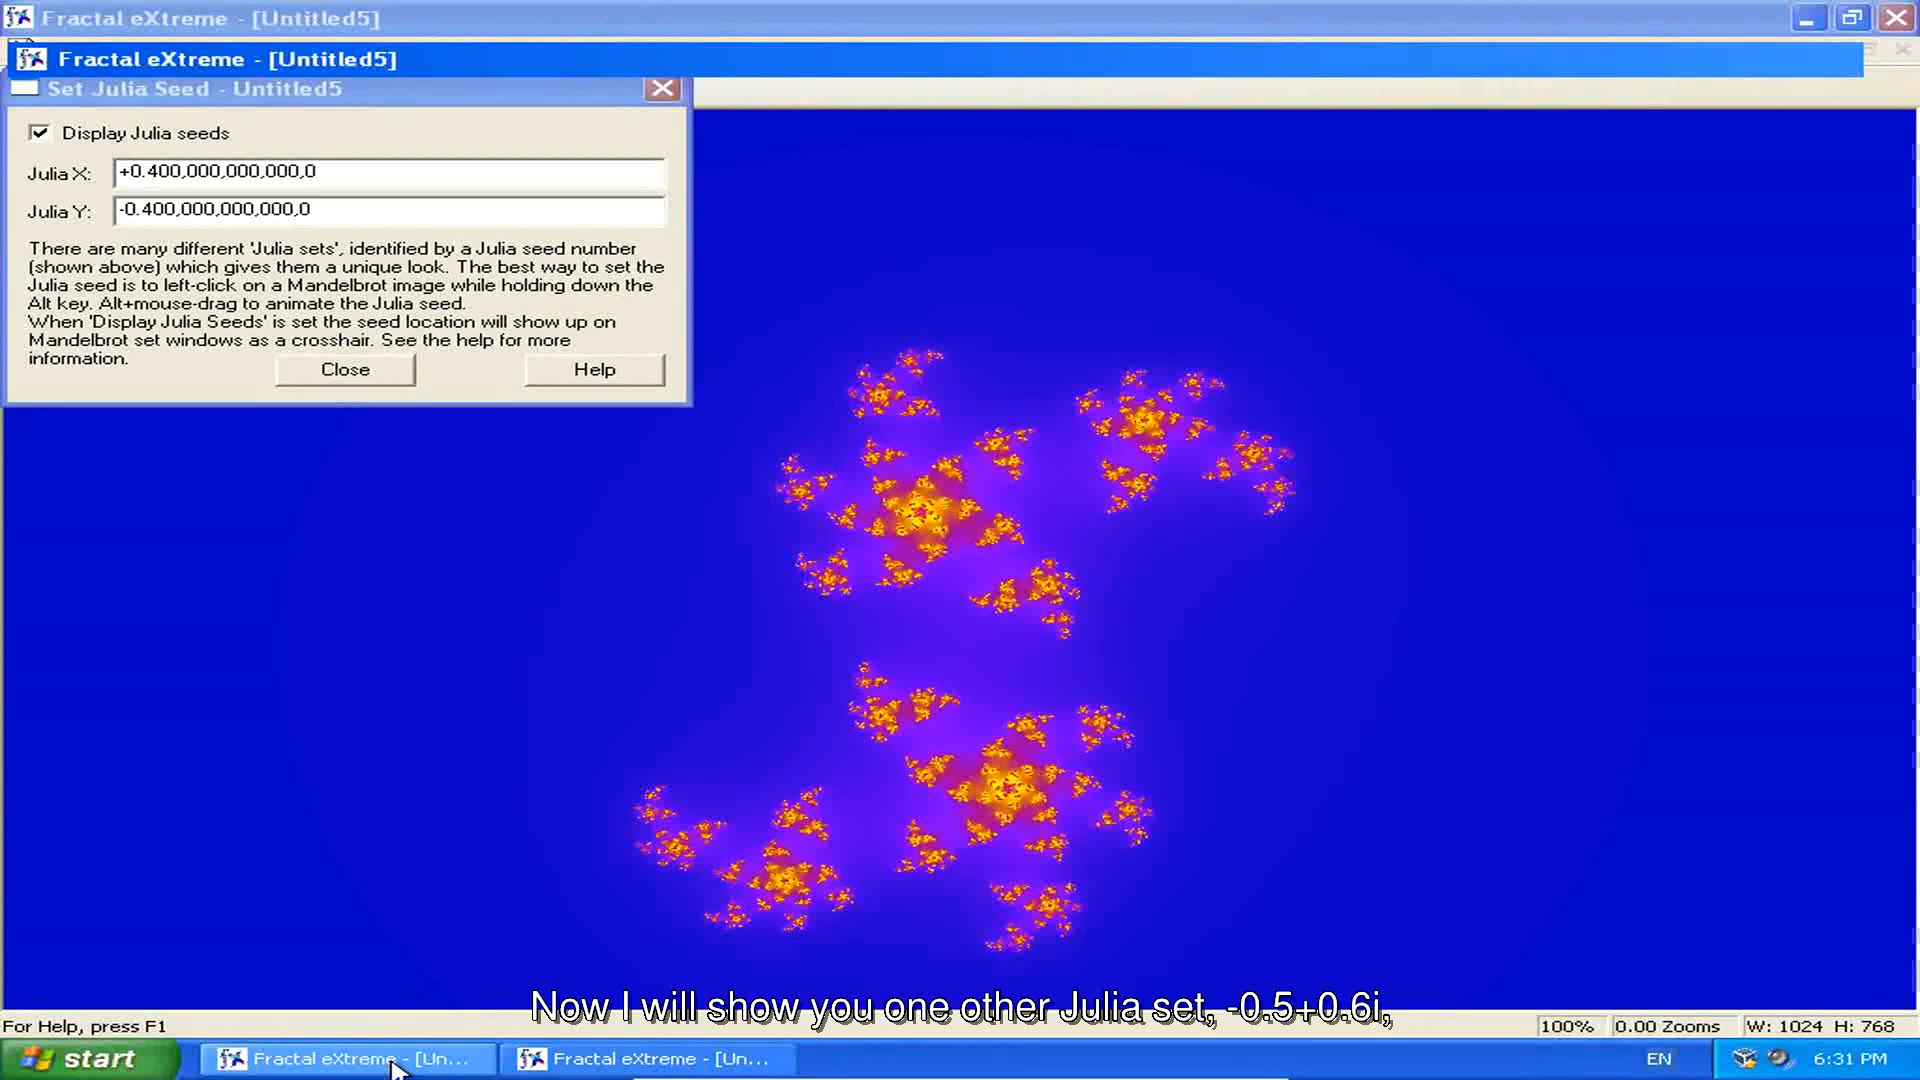 Fractal eXtreme - [Untitled5]
Fractal eXtreme - [Untitled5]
Set Julia Seed - Untitled5
Display Julia seeds
Julia X: +0.400,000,000,000,0
Julia Y: -0.400,000,000,000,0
There are many different 'Julia sets', identified by a Julia seed number
(shown above) which gives them a unique look. The best way to set the
Julia seed is to left-click on a Mandelbrot image while holding down the
Alt key. Alt+mouse-drag to animate the Julia seed.
When 'Display Julia Seeds' is set the seed location will show up on
Mandelbrot set windows as a crosshair. See the help for more
information.
Close
Help
Now I will show you one other Julia set, -0.5+0.6i,
For Help, press F1
100%
0.00 Zooms
W: 1024 H: 768
start
Fractal eXtreme - [Un...
Fractal eXtreme - [Un...
EN
6:31 PM